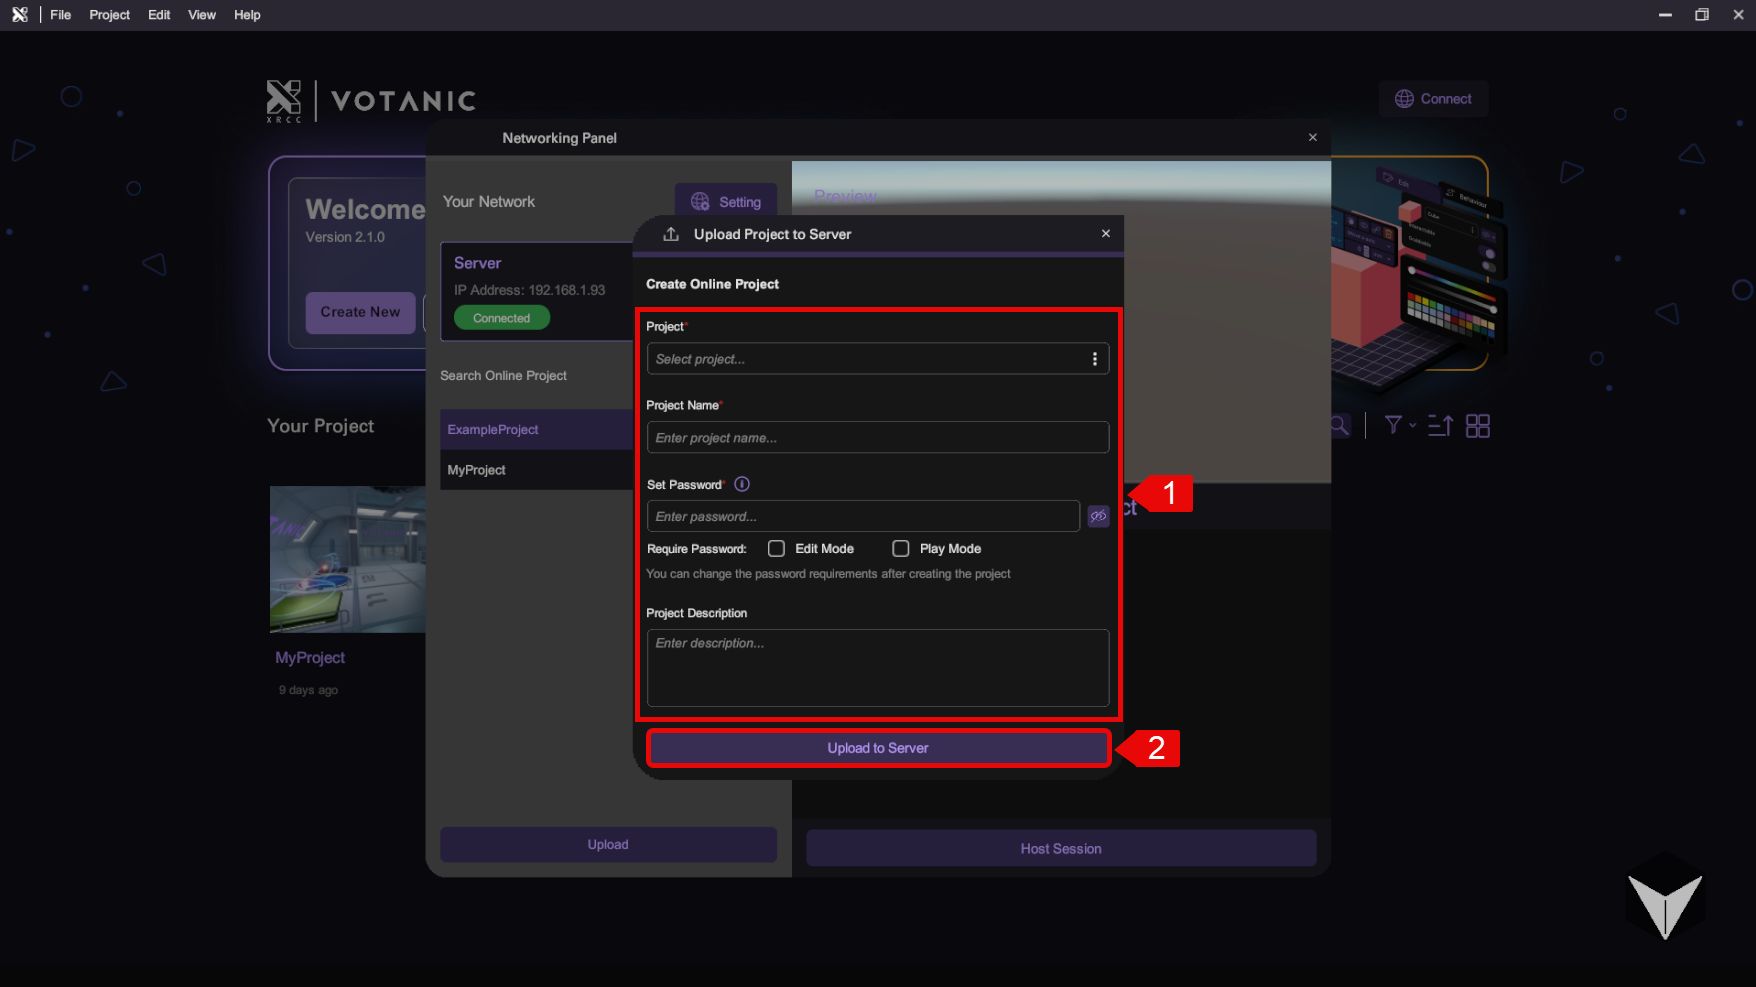 File Project Edit View Help
XRCC
VOTANIC
Connect
Networking Panel
Welcome
Version 2.1.0
Create New
Your Network
Setting
Preview
Server
IP Address: 192.168.1.93
Connected
Search Online Project
ExampleProject
MyProject
Upload
Upload Project to Server
Create Online Project
Project*
Select project...
Project Name*
Enter project name...
Set Password*
Enter password...
Require Password: Edit Mode Play Mode
You can change the password requirements after creating the project
Project Description
Enter description...
Upload to Server
1
2
ct
Host Session
Edit
Behaviour
Cube
Your Project
MyProject
9 days ago